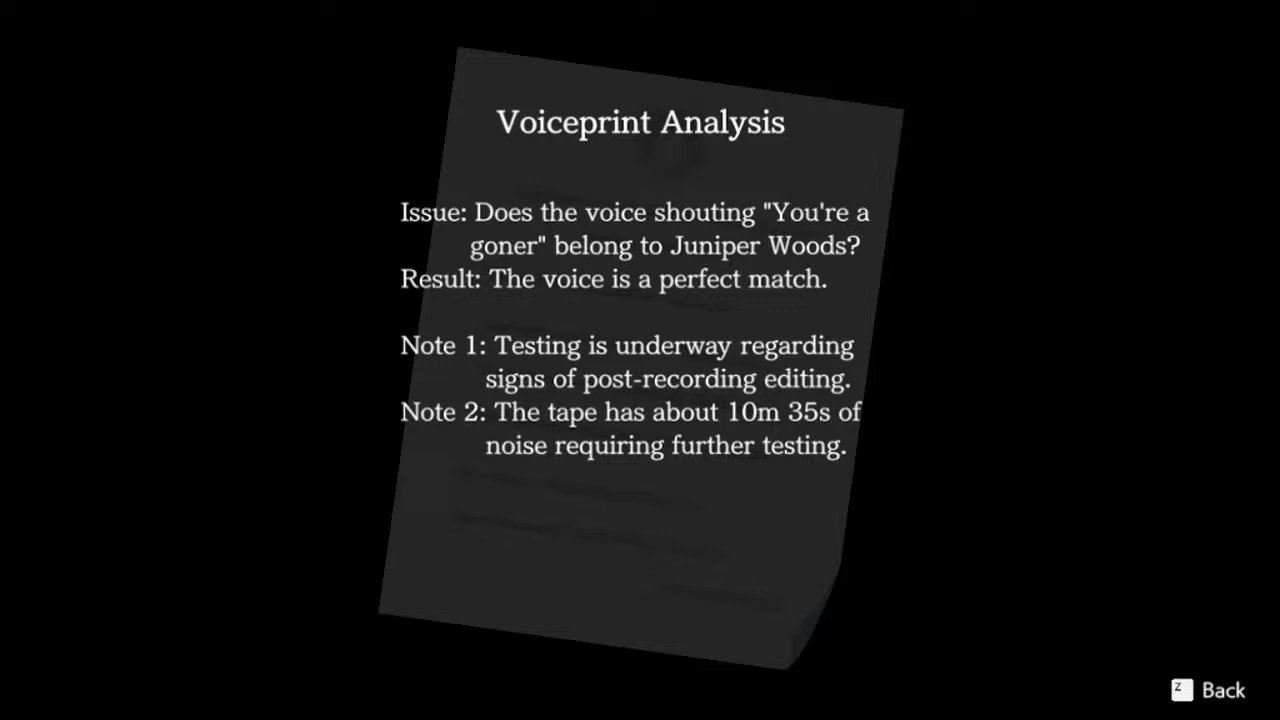 Voiceprint Analysis
Issue: Does the voice shouting "You're a
goner" belong to Juniper Woods?
Result: The voice is a perfect match.
Note 1: Testing is underway regarding
signs of post-recording editing.
Note 2: The tape has about 10m 35s of
noise requiring further testing.
Z Back